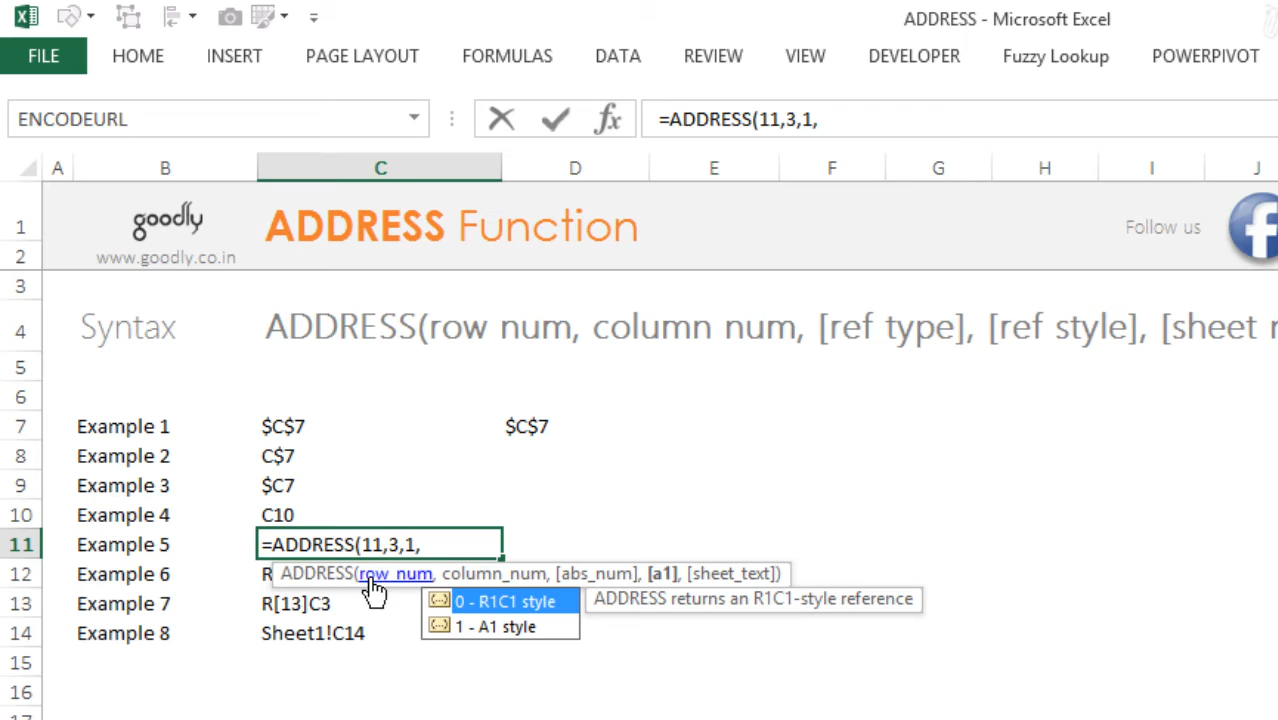 ADDRESS - Microsoft Excel
FILE HOME INSERT PAGE LAYOUT FORMULAS DATA REVIEW VIEW DEVELOPER Fuzzy Lookup POWERPIVOT
ENCODEURL fx =ADDRESS(11,3,1,
A B C D E F G H I J
1 goodly ADDRESS Function Follow us f
2 www.goodly.co.in
3
4 Syntax ADDRESS(row num, column num, [ref type], [ref style], [sheet
5
6
7 Example 1 $C$7 $C$7
8 Example 2 C$7
9 Example 3 $C7
10 Example 4 C10
11 Example 5 =ADDRESS(11,3,1,
12 Example 6 R ADDRESS(row_num, column_num, [abs_num], [a1], [sheet_text])
13 Example 7 R[13]C3 0 - R1C1 style ADDRESS returns an R1C1-style reference
1 - A1 style
14 Example 8 Sheet1!C14
15
16
17